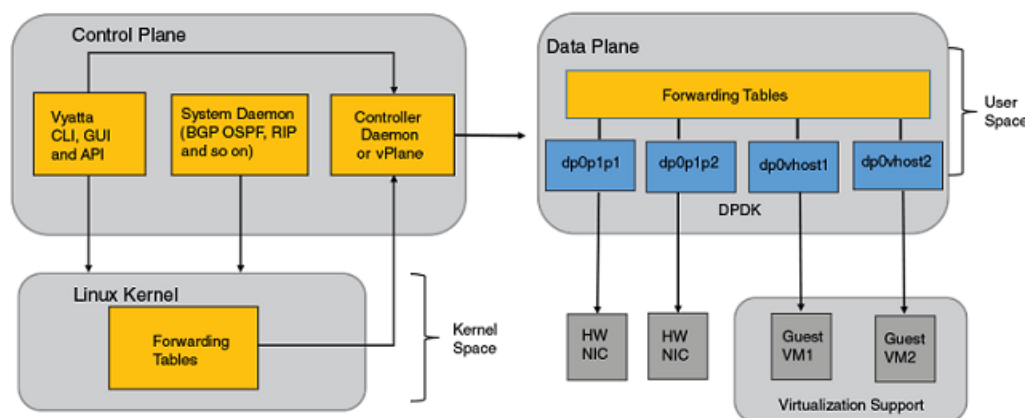 Control Plane
Vyatta
CLI, GUI
and API
System Daemon
(BGP OSPF, RIP
and so on)
Controller
Daemon
or vPlane
Linux Kernel
Forwarding
Tables
Kernel
Space
Data Plane
Forwarding Tables
dp0p1p1
dp0p1p2
dp0vhost1
dp0vhost2
DPDK
User
Space
HW
NIC
HW
NIC
Guest
VM1
Guest
VM2
Virtualization Support